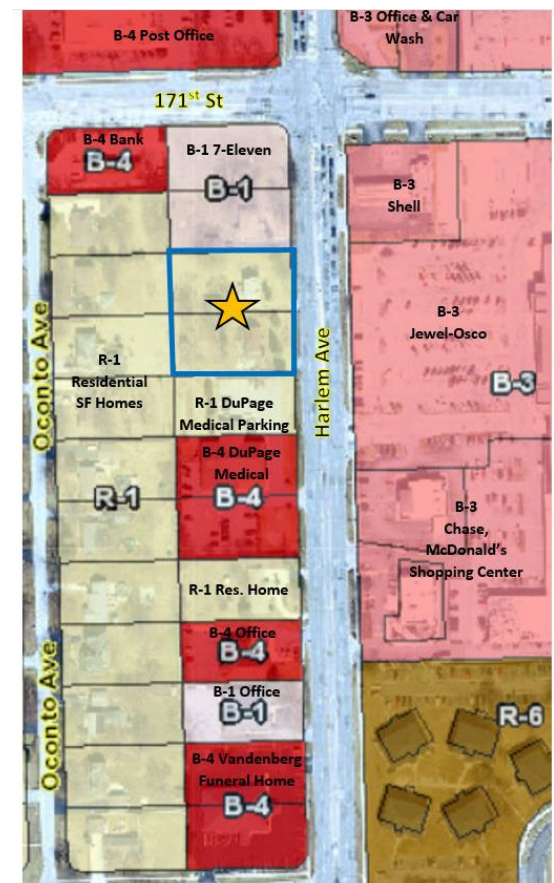 B-4 Post Office
B-3 Office & Car
Wash
171st St
B-4 Bank
B-4
B-1 7-Eleven
B-1
B-3
Shell
B-3
Jewel-Osco
B-3
Oconto Ave
Harlem Ave
R-1
Residential
SF Homes
R-1 DuPage
Medical Parking
B-4 DuPage
Medical
B-4
R-1
B-3
Chase,
McDonald's
Shopping Center
R-1 Res. Home
B-4 Office
B-4
Oconto Ave
B-1 Office
B-1
R-6
B-4 Vandenberg
Funeral Home
B-4